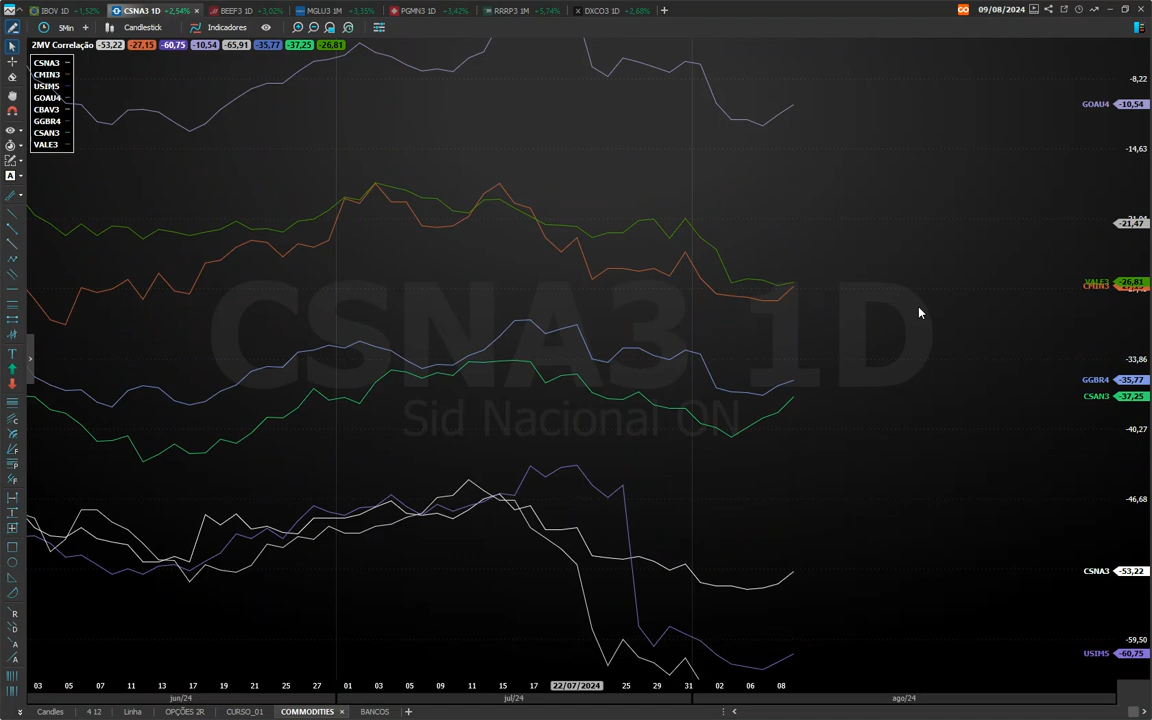 IBOV 1D +1,52% CSNA3 1D +2,54% × BEEF3 1D +3,02% MGLU3 1M +3,35% PGMN3 1D +3,42% RRRP3 1M +5,74% DXCO3 1D +2,68% + 09/08/2024
5Min + Candlestick Indicadores
2MV Correlação -53,22 -27,15 -60,75 -10,54 -65,91 -35,77 -37,25 -26,81
CSNA3
CMIN3
USIM5
GOAU4
CBAV3
GGBR4
CSAN3
VALE3
-8,22
GOAU4 -10,54
-14,63
-21,47
-26,81
CMIN3
-33,86
GGBR4 -35,77
CSAN3 -37,25
-40,27
-46,68
CSNA3 -53,22
-59,50
USIM5 -60,75
CSNA3 1D
Sid Nacional ON
03 05 07 11 13 17 19 21 25 27 01 03 05 09 11 15 17 22/07/2024 25 29 31 02 06 08
jun/24 jul/24 ago/24
Candles 4 12 Linha OPÇÕES 2R CURSO_01 COMMODITIES × BANCOS +